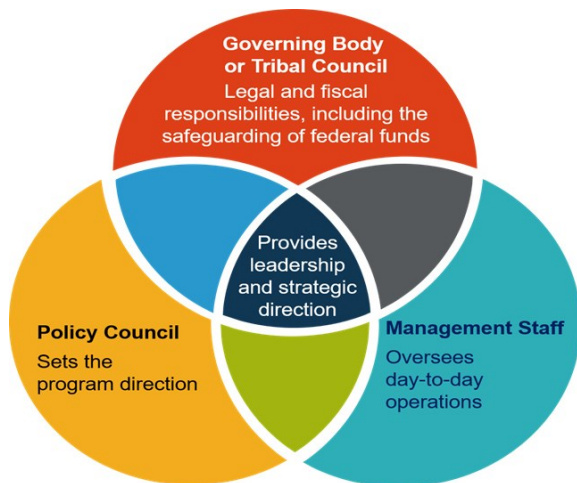 Governing Body
or Tribal Council
Legal and fiscal
responsibilities, including the
safeguarding of federal funds
Provides
leadership
and strategic
direction
Policy Council
Sets the
program direction
Management Staff
Oversees
day-to-day
operations